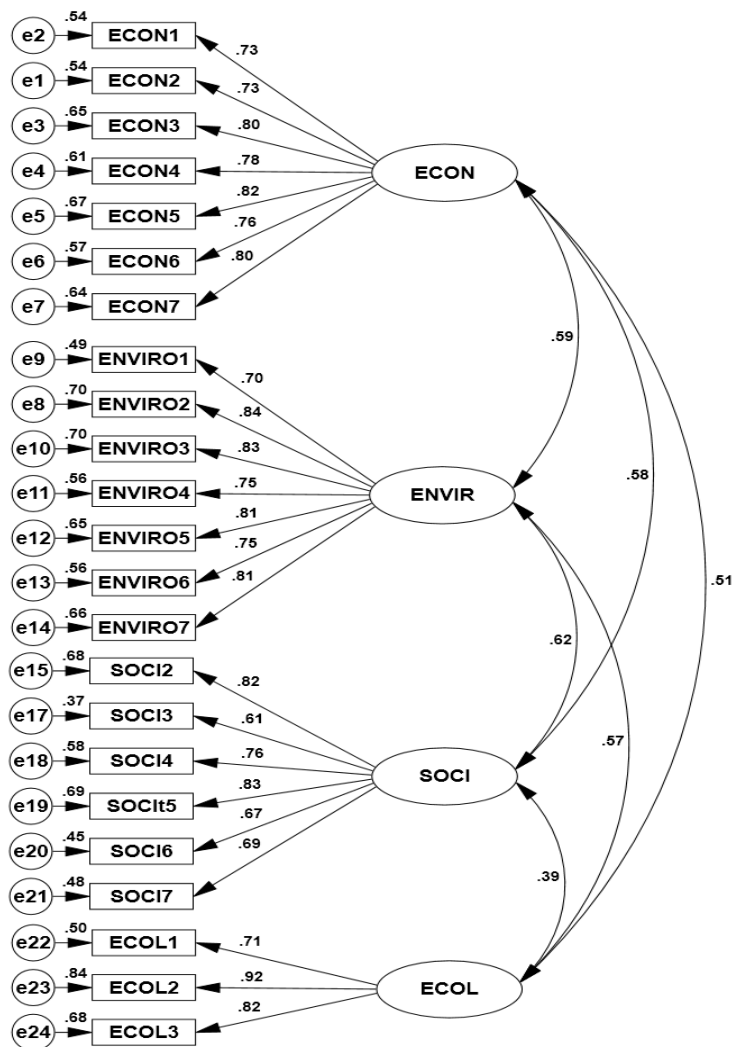 e2 .54 ECON1 .73
e1 .54 ECON2 .73
e3 .65 ECON3 .80
e4 .61 ECON4 .78 ECON
e5 .67 ECON5 .82
e6 .57 ECON6 .76
e7 .64 ECON7 .80
.59
e9 .49 ENVIRO1 .70
e8 .70 ENVIRO2 .84
e10 .70 ENVIRO3 .83
.58
e11 .56 ENVIRO4 .75 ENVIR
e12 .65 ENVIRO5 .81
e13 .56 ENVIRO6 .75
.51
e14 .66 ENVIRO7 .81
.62
e15 .68 SOCI2 .82
e17 .37 SOCI3 .61
.57
e18 .58 SOCI4 .76 SOCI
e19 .69 SOCIt5 .83
e20 .45 SOCI6 .67
e21 .48 SOCI7 .69
.39
e22 .50 ECOL1 .71
e23 .84 ECOL2 .92 ECOL
e24 .68 ECOL3 .82